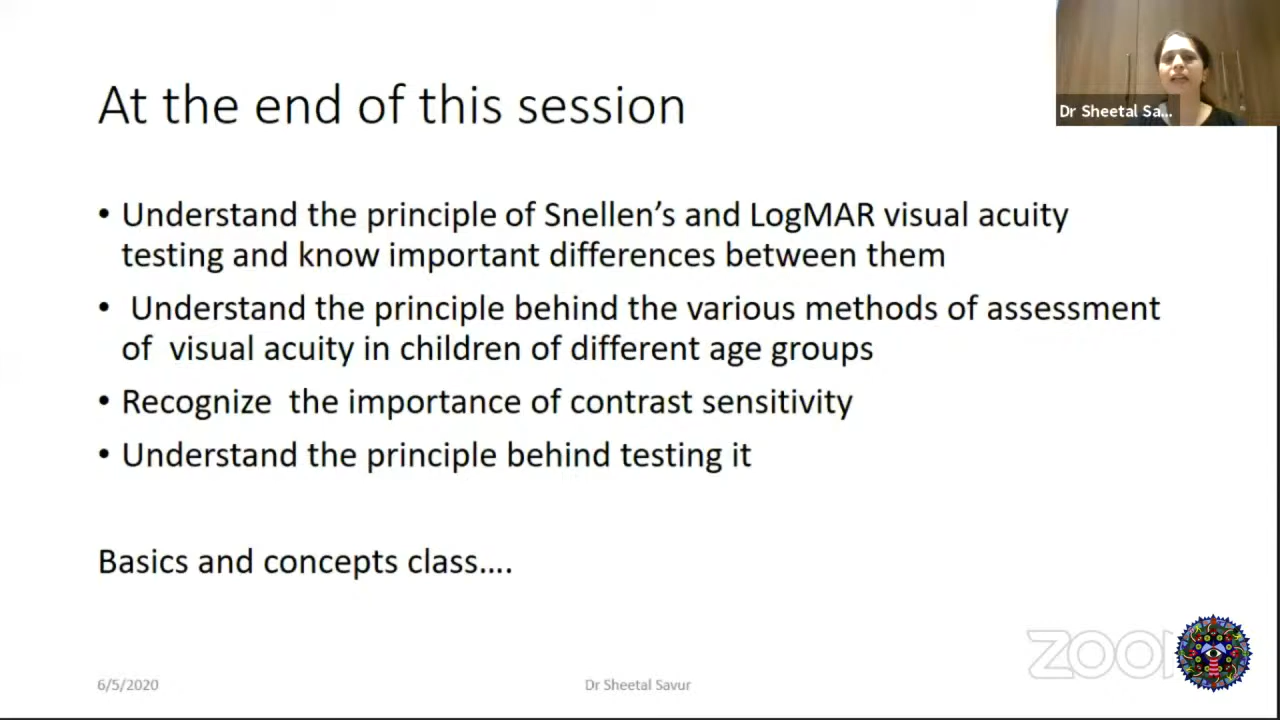 Dr Sheetal Sa...
At the end of this session
• Understand the principle of Snellen's and LogMAR visual acuity
testing and know important differences between them
• Understand the principle behind the various methods of assessment
of visual acuity in children of different age groups
• Recognize the importance of contrast sensitivity
• Understand the principle behind testing it
Basics and concepts class....
ZOO
6/5/2020
Dr Sheetal Savur